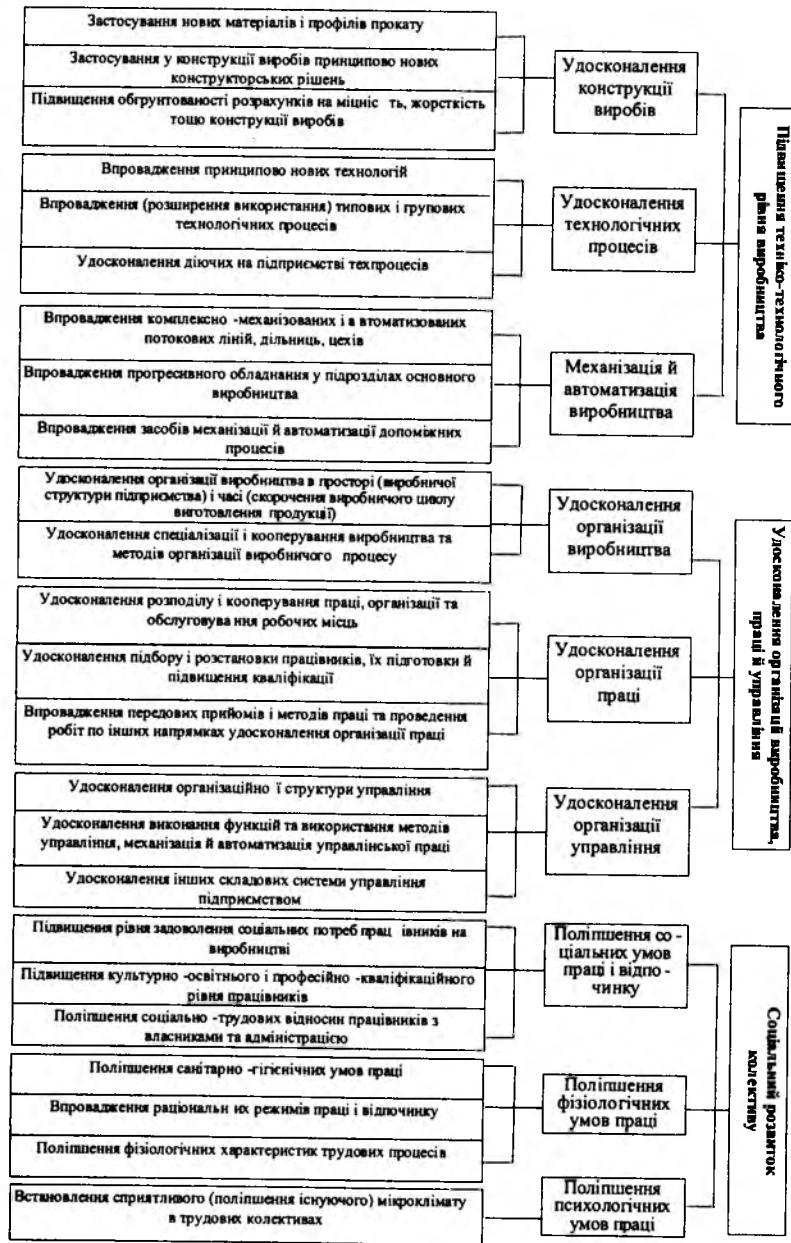 Застосування нових матеріалів і профілів прокату
Застосування у конструкції виробів принципово нових
конструкторських рішень
Підвищення обгрунтованості розрахунків на міцніс ть, жорсткість
тощо конструкції виробів
Удосконалення
конструкції
виробів
Впровадження принципово нових технологій
Впровадження (розширення використання) типових і групових
технологічних процесів
Удосконалення діючих на підприємстві техпроцесів
Удосконалення
технологічних
процесів
Впровадження комплексно -механізованих і а втоматизованих
потокових ліній, дільниць, цехів
Впровадження прогресивного обладнання у підрозділах основного
виробництва
Впровадження засобів механізації й автоматизації допоміжних
процесів
Механізація й
автоматизація
виробництва
Підвищення техніко-технологічного
рівня виробництва
Удосконалення організації виробництва в просторі (виробничої
структури підприємства) і часі (скорочення виробничого циклу
виготовлення продукції)
Удосконалення спеціалізації і кооперування виробництва та
методів організації виробничого процесу
Удосконалення
організації
виробництва
Удосконалення розподілу і кооперування праці, організації та
обслуговува ння робочих місць
Удосконалення підбору і розстановки працівників, їх підготовки й
підвищення кваліфікації
Впровадження передових прийомів і методів праці та проведення
робіт по інших напрямках удосконалення організації праці
Удосконалення
організації
праці
Удосконалення організаційно ї структури управління
Удосконалення виконання функцій та використання методів
управління, механізація й автоматизація управлінської праці
Удосконалення інших складових системи управління
підприємством
Удосконалення
організації
управління
Удосконалення організації виробництва,
праці й управління
Підвищення рівня задоволення соціальних потреб прац івників на
виробництві
Підвищення культурно -освітнього і професійно -кваліфікаційного
рівня працівників
Поліпшення соціально -трудових відносин працівників з
власниками та адміністрацією
Поліпшення со -
ціальних умов
праці і відпо -
чинку
Поліпшення санітарно -гігієнічних умов праці
Впровадження раціональн их режимів праці і відпочинку
Поліпшення фізіологічних характеристик трудових процесів
Поліпшення
фізіологічних
умов праці
Встановлення сприятливого (поліпшення існуючого) мікроклімату
в трудових колективах
Поліпшення
психологічних
умов праці
Соціальний розвиток
колективу